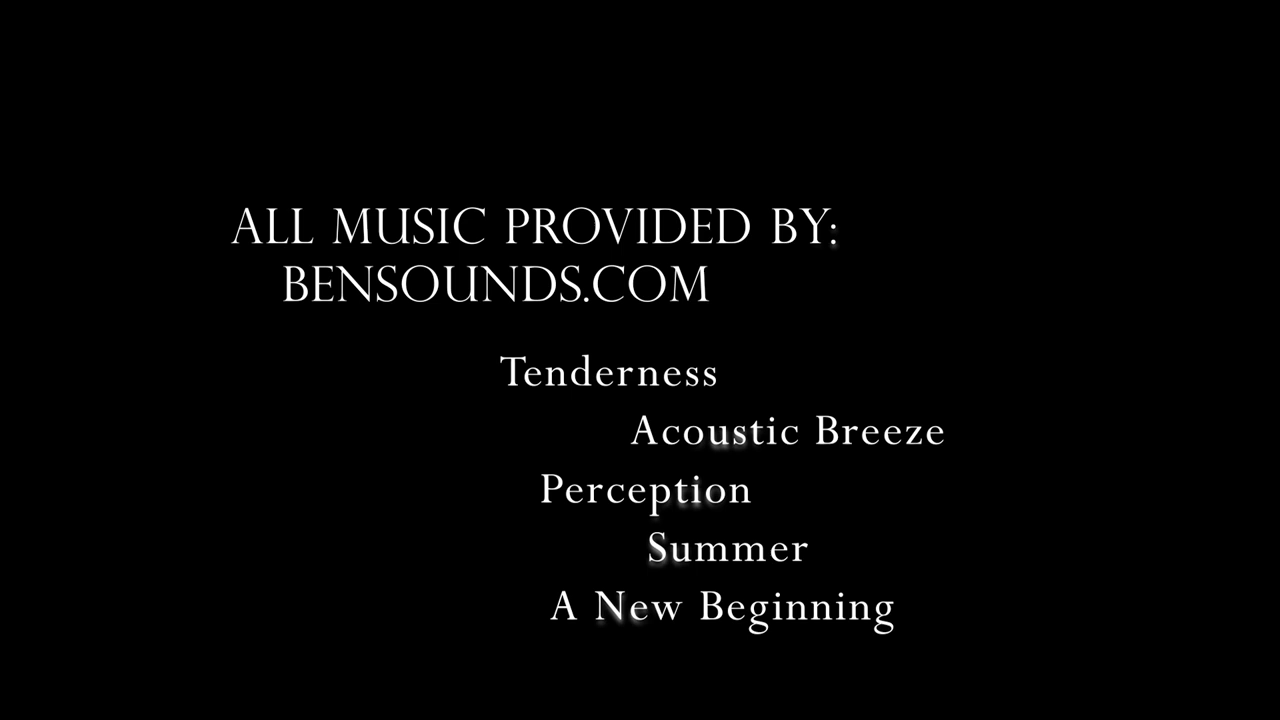 ALL MUSIC PROVIDED BY:
BENSOUNDS.COM
Tenderness
Acoustic Breeze
Perception
Summer
A New Beginning